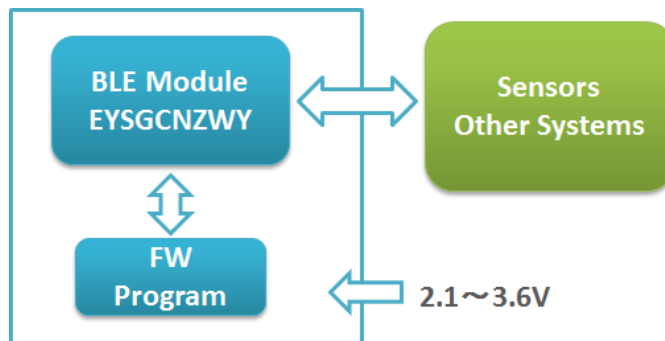 BLE Module
EYSGCNZWY
Sensors
Other Systems
FW
Program
2.1～3.6V